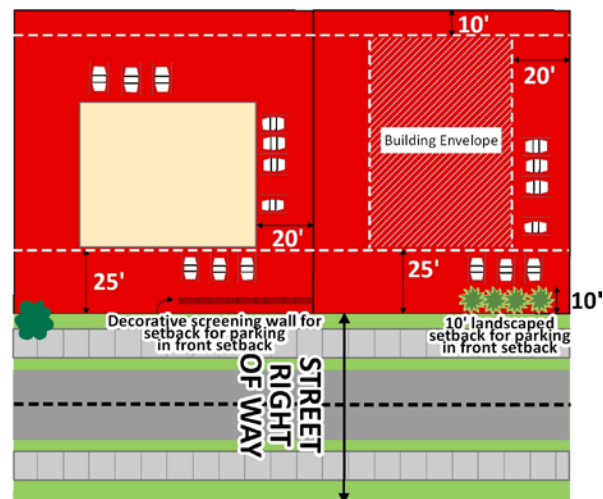 10'
20'
Building Envelope
20'
25'
25'
10'
Decorative screening wall for
setback for parking
in front setback
10' landscaped
setback for parking
in front setback
STREET
RIGHT
OF WAY